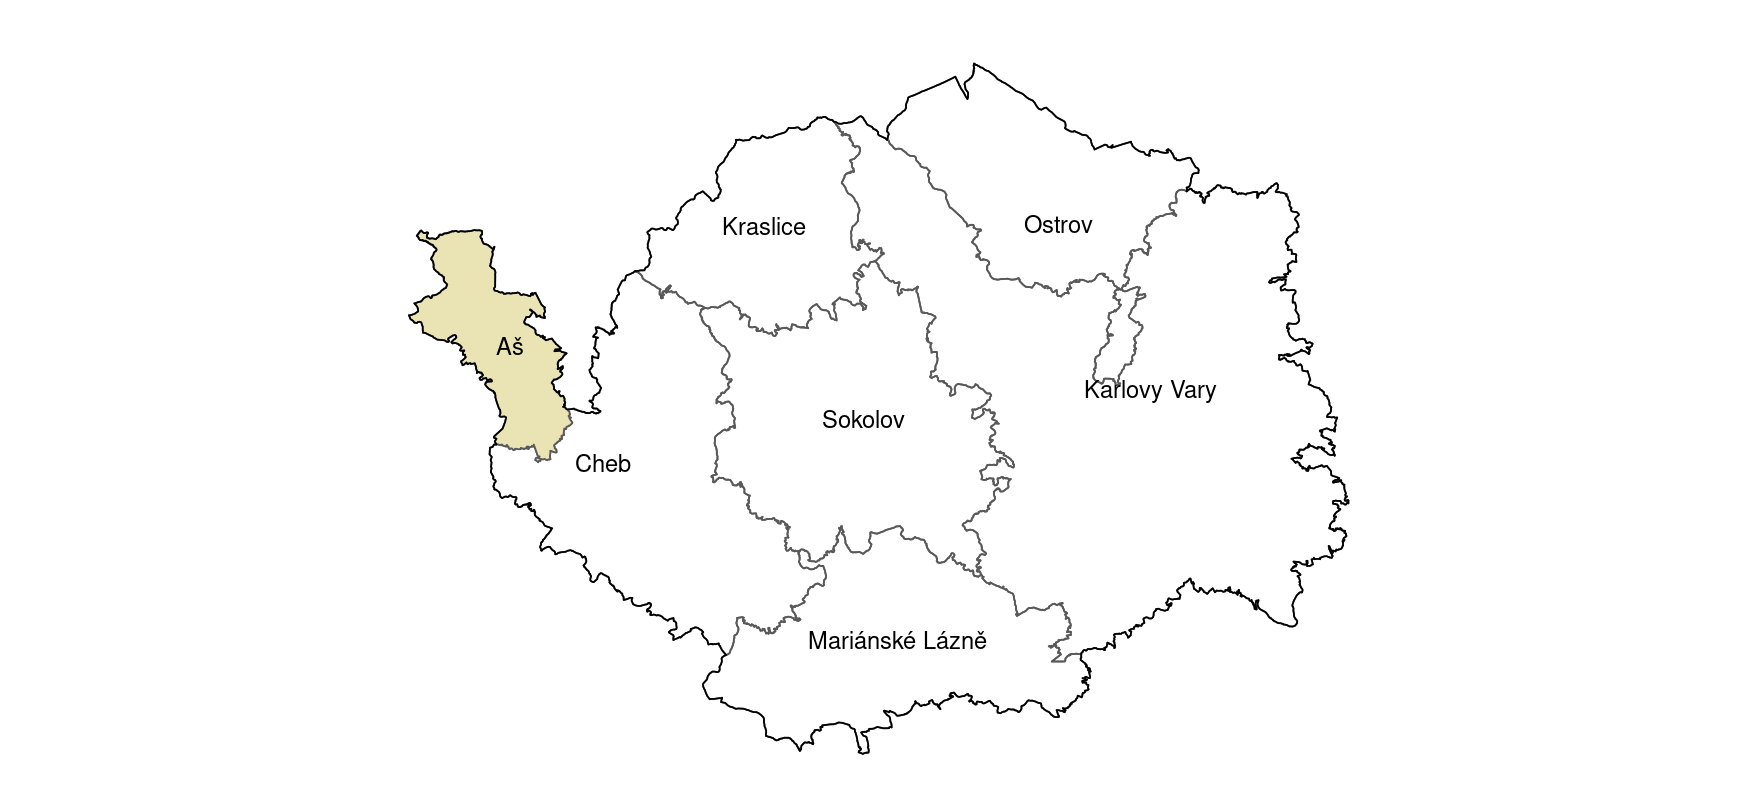 Ostrov
Kraslice
Aš
Karlovy Vary
Sokolov
Cheb
Mariánské Lázně